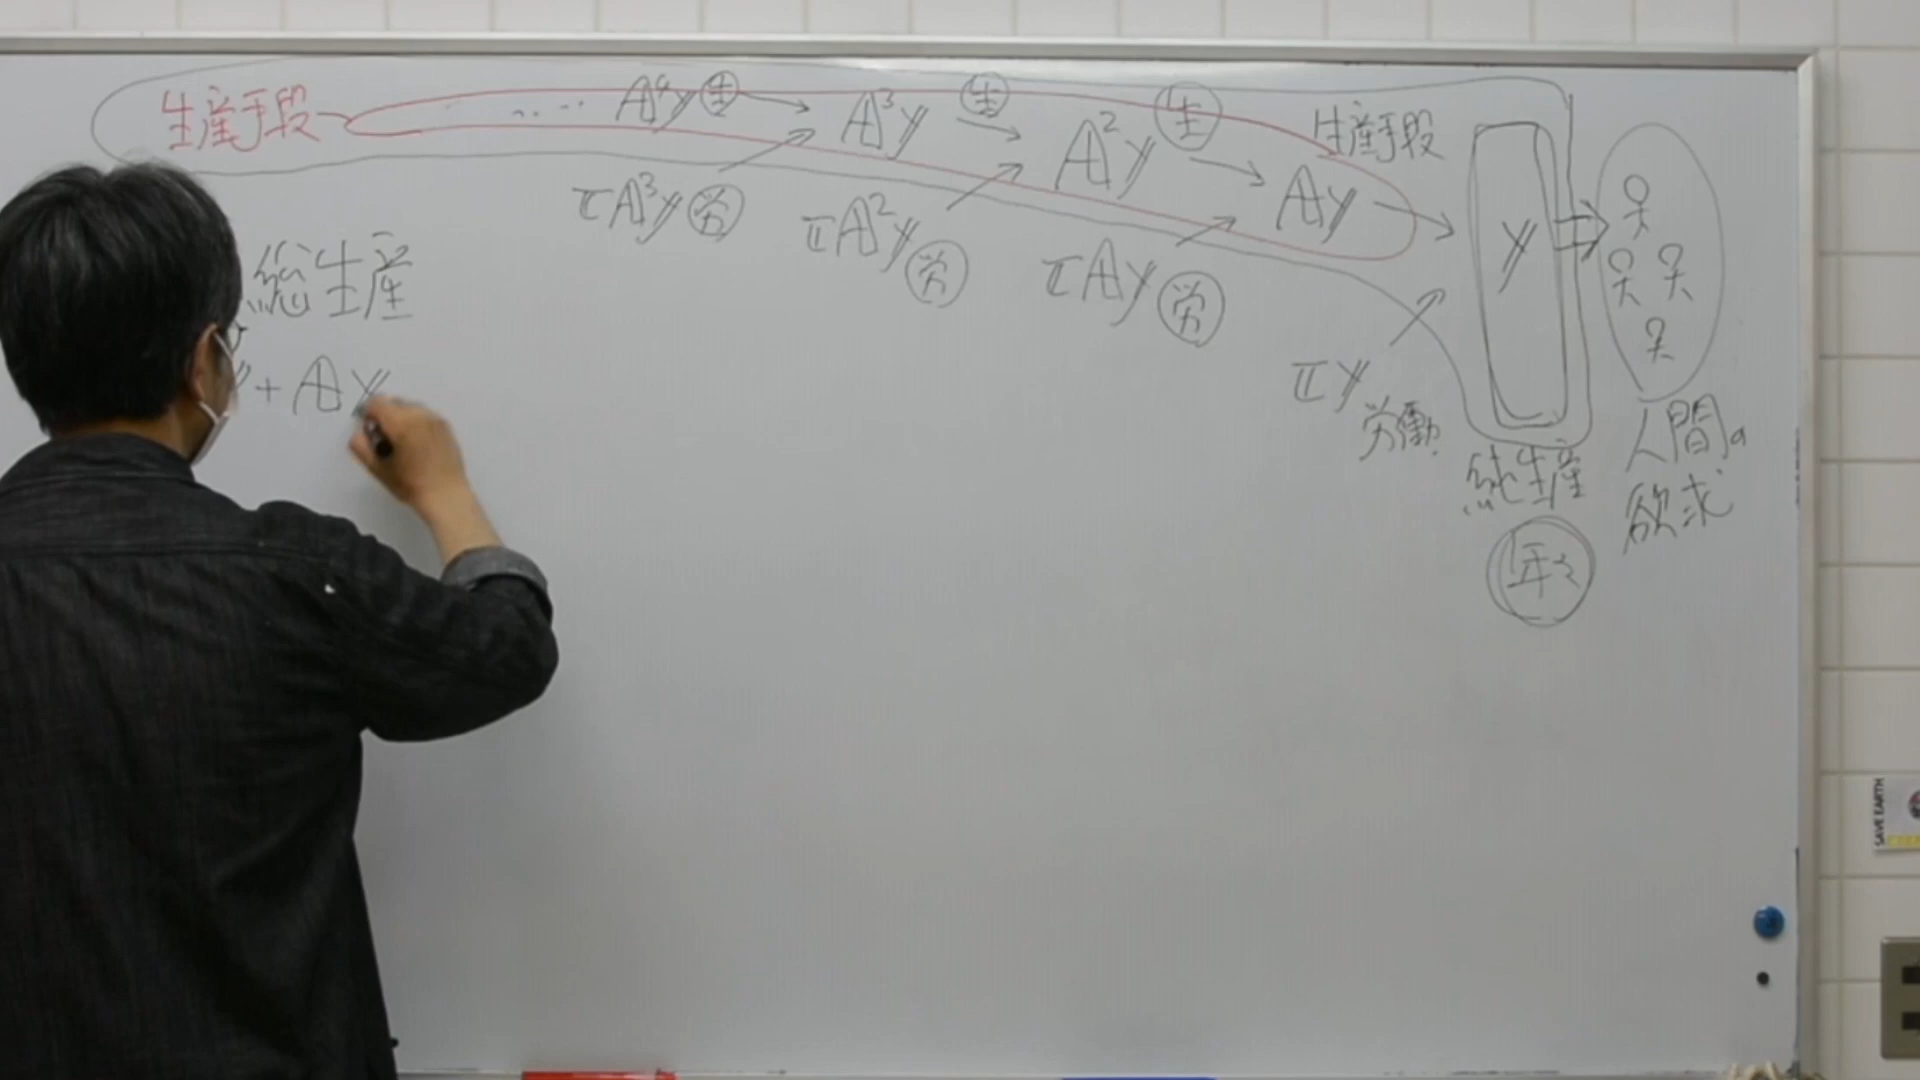 生産手段 ‥‥ A⁴y 生 → A³y 生 → A²y 生 → Ay 生産手段 → y ⇒
τA³y 労 τA²y 労 τAy 労 τy 労働
純生産
年々
人間の
欲求
総生産
y + Ay
SAVE EARTH